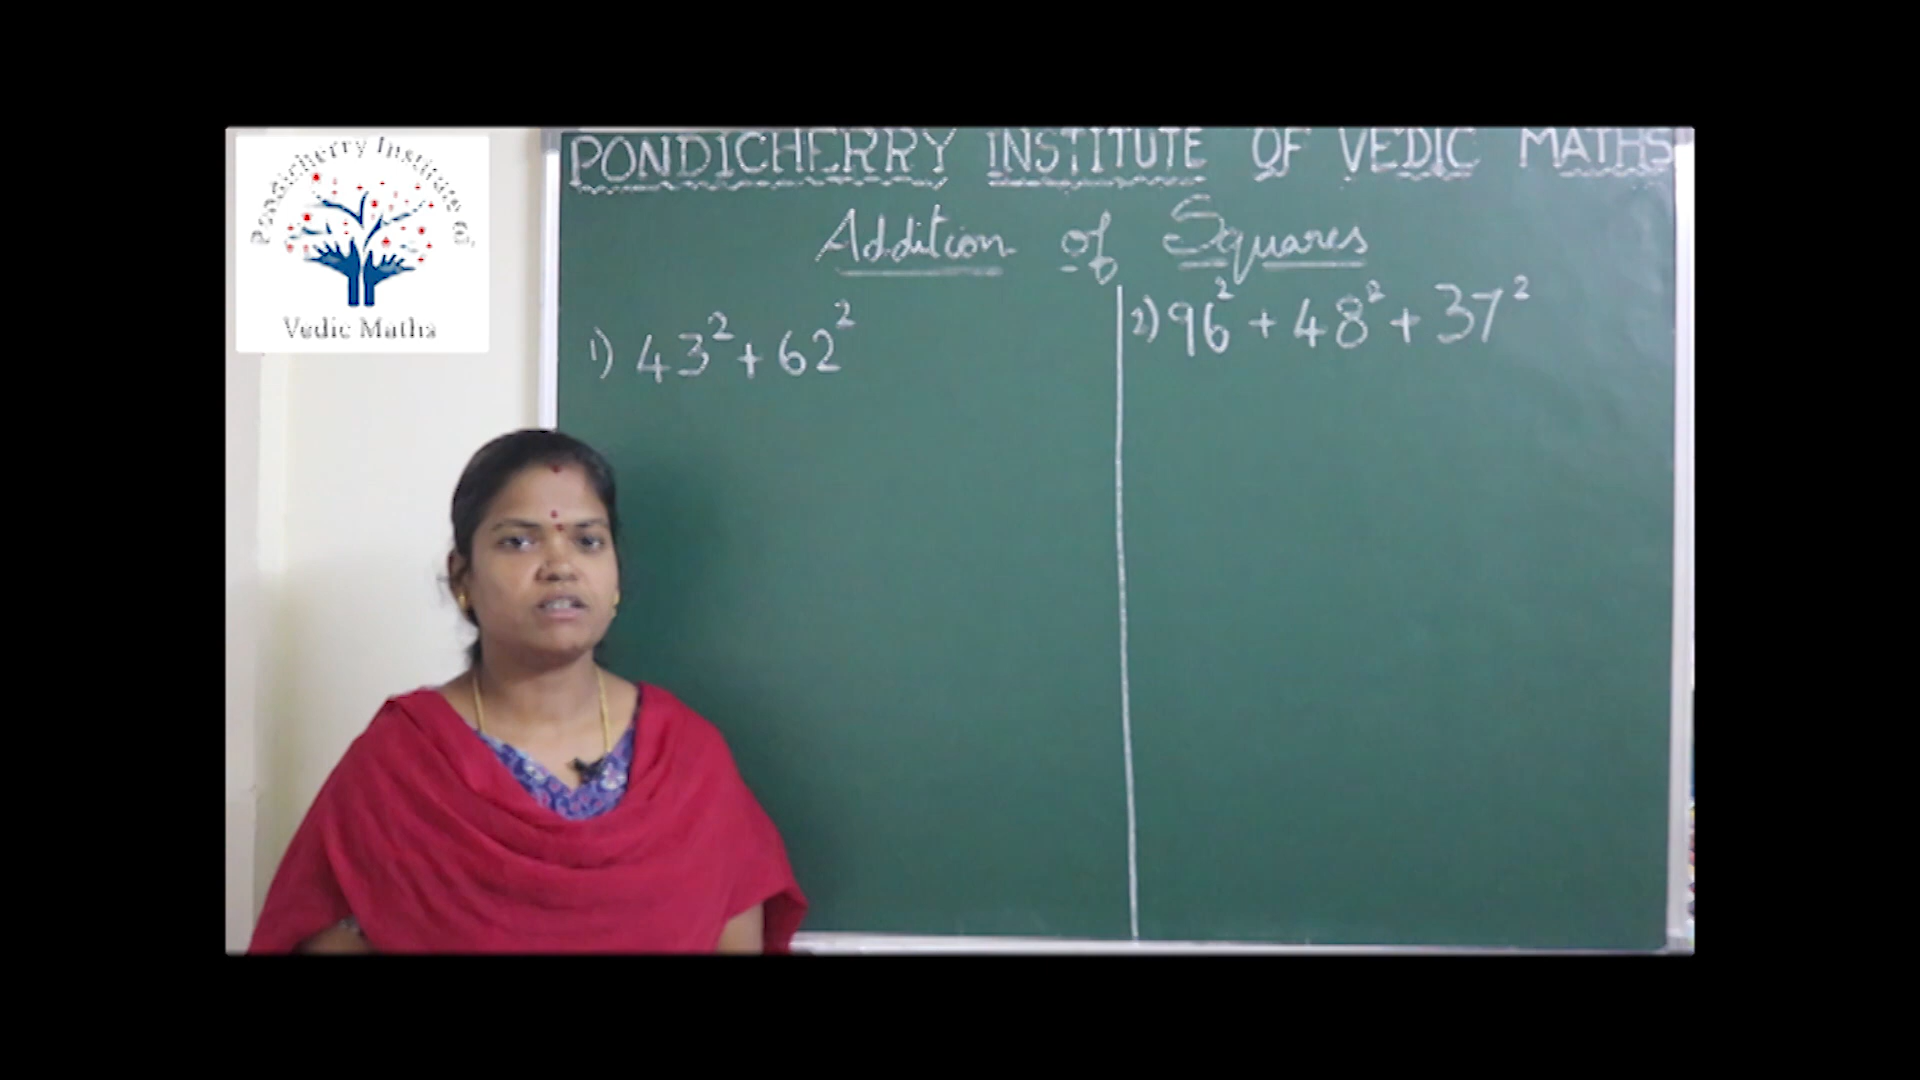 Pondicherry Institute of
Vedic Maths
PONDICHERRY INSTITUTE OF VEDIC MATHS
Addition of Squares
1) 43² + 62²
2) 96² + 48² + 37²